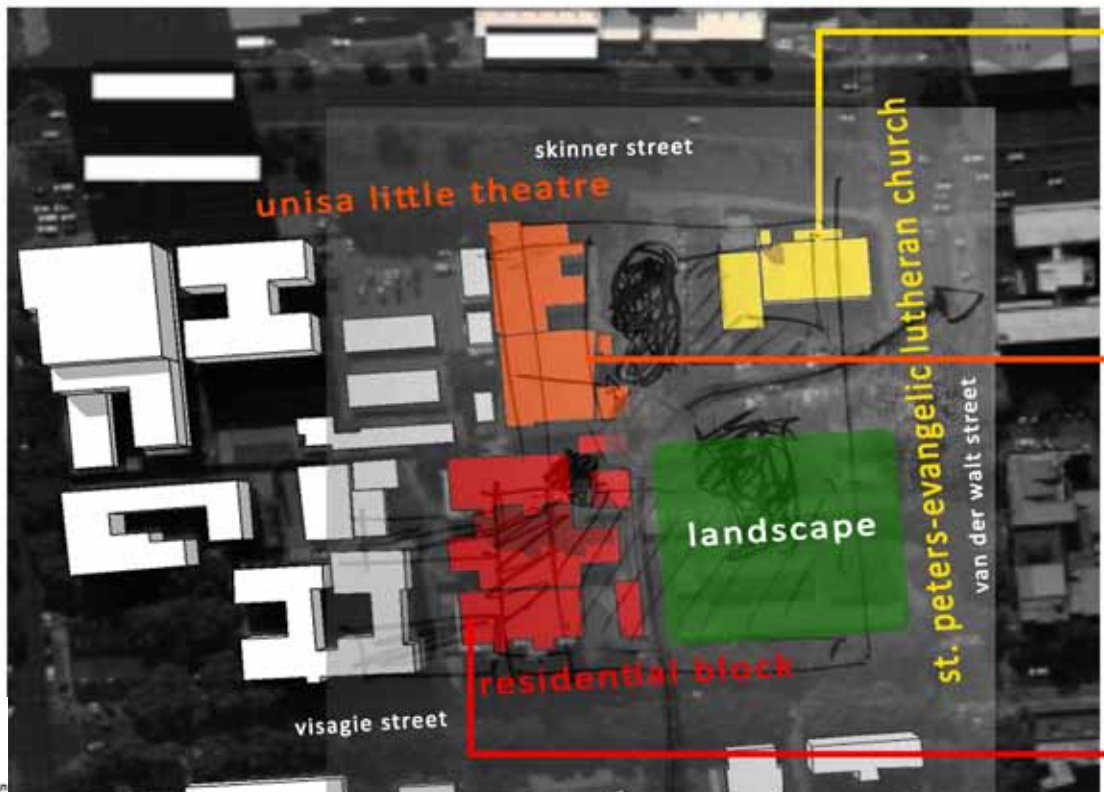 skinner street
unisa little theatre
st. peters-evangelic lutheran church
van der walt street
landscape
residential block
visagie street